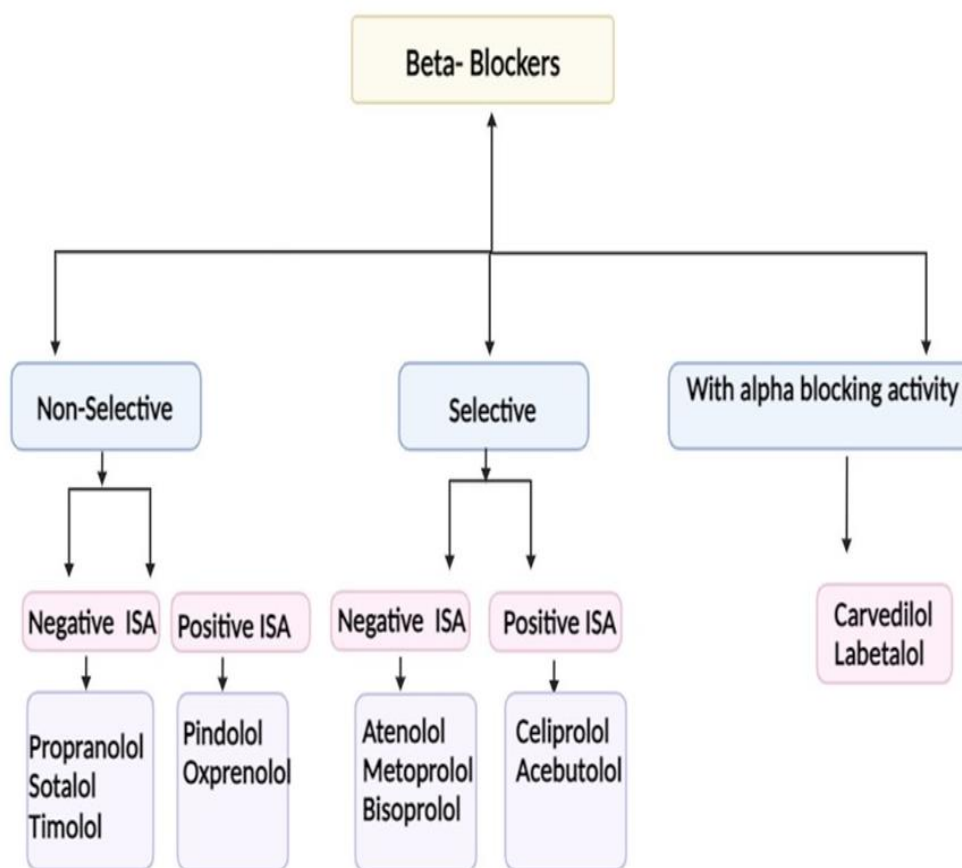 Beta- Blockers
Non-Selective
Selective
With alpha blocking activity
Negative ISA
Positive ISA
Negative ISA
Positive ISA
Carvedilol
Labetalol
Propranolol
Sotalol
Timolol
Pindolol
Oxprenolol
Atenolol
Metoprolol
Bisoprolol
Celiprolol
Acebutolol